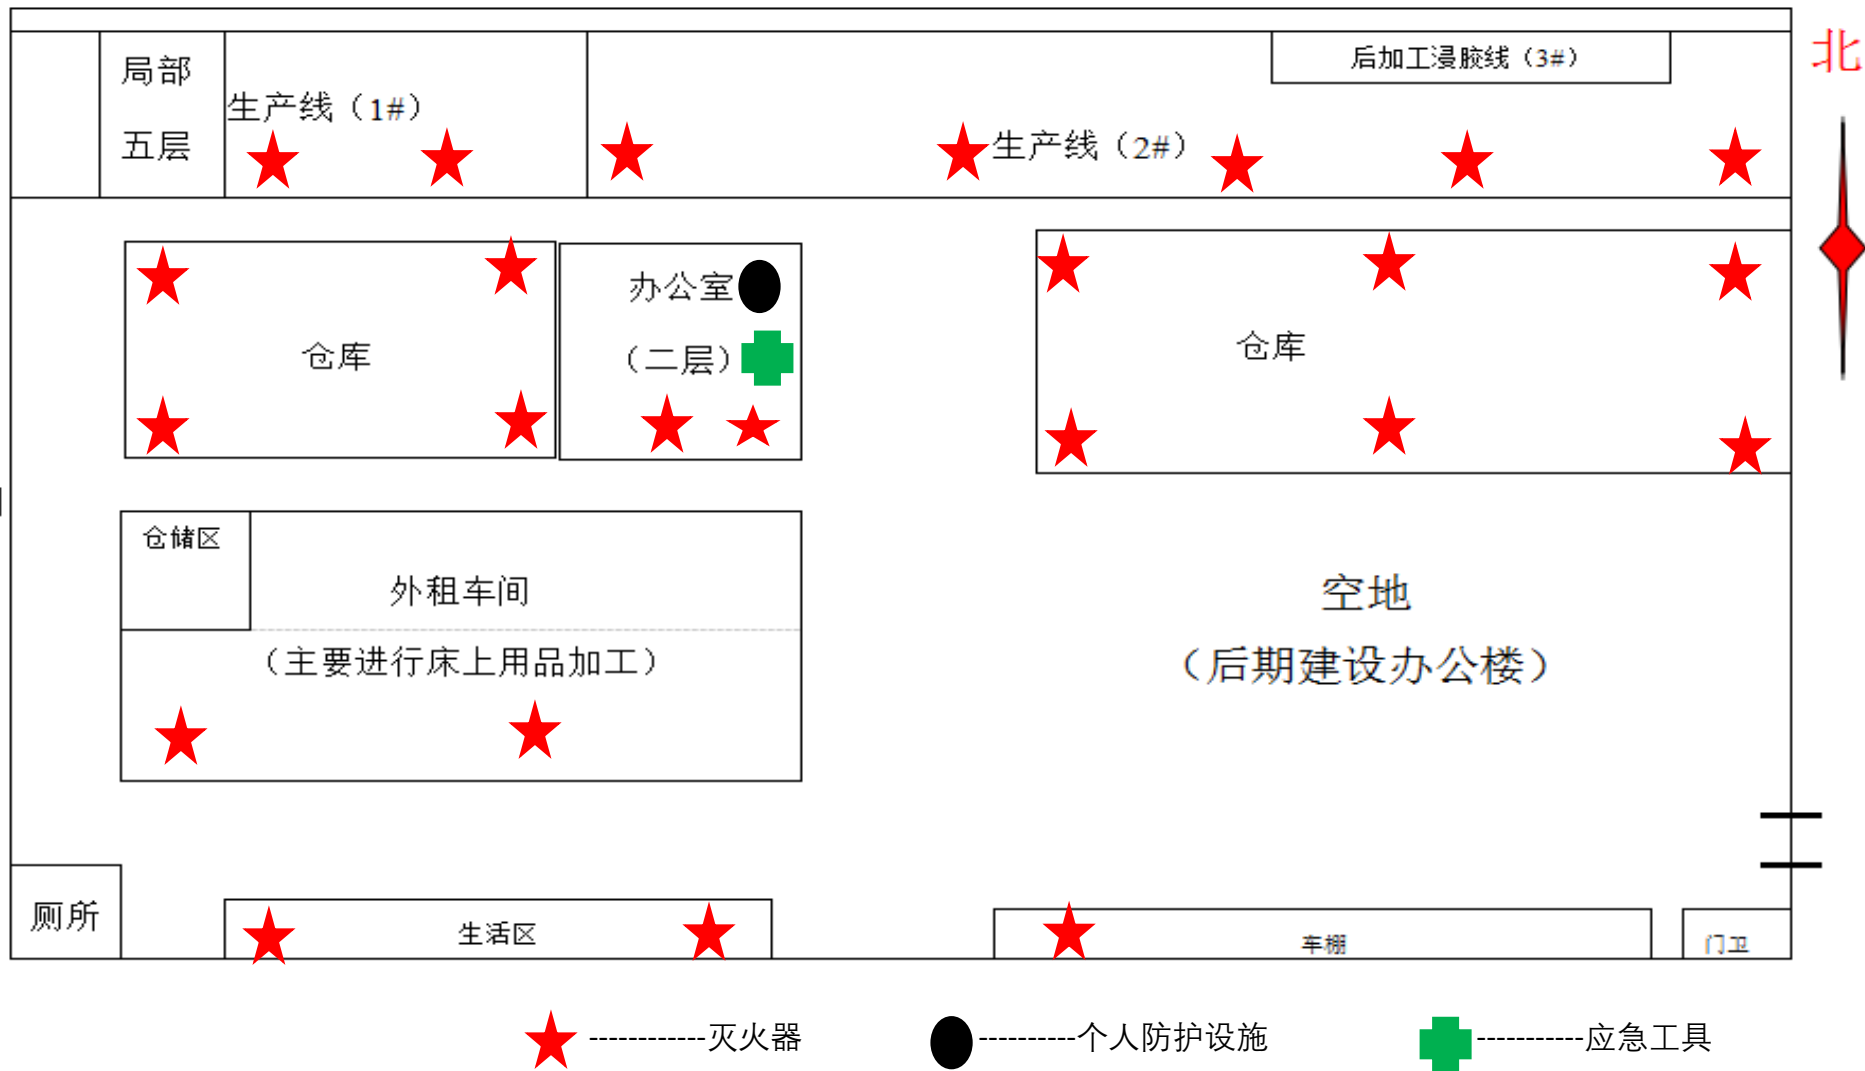 北
后加工浸胶线（3#）
局部
五层
生产线（1#）
生产线（2#）
办公室
（二层）
仓库
仓库
仓储区
外租车间
（主要进行床上用品加工）
空地
（后期建设办公楼）
厕所
生活区
车棚
门卫
------------灭火器
----------个人防护设施
-----------应急工具